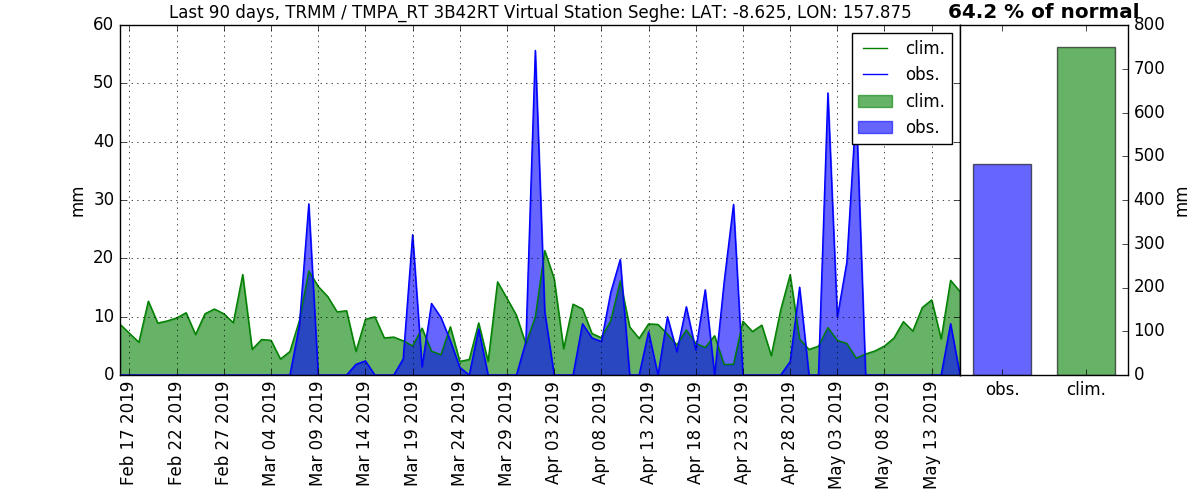 Last 90 days, TRMM / TMPA_RT 3B42RT Virtual Station Seghe: LAT: -8.625, LON: 157.875
64.2 % of normal
60
50
40
30
20
10
0
mm
clim.
obs.
clim.
obs.
800
700
600
500
400
300
200
100
0
mm
obs.
clim.
Feb 17 2019
Feb 22 2019
Feb 27 2019
Mar 04 2019
Mar 09 2019
Mar 14 2019
Mar 19 2019
Mar 24 2019
Mar 29 2019
Apr 03 2019
Apr 08 2019
Apr 13 2019
Apr 18 2019
Apr 23 2019
Apr 28 2019
May 03 2019
May 08 2019
May 13 2019